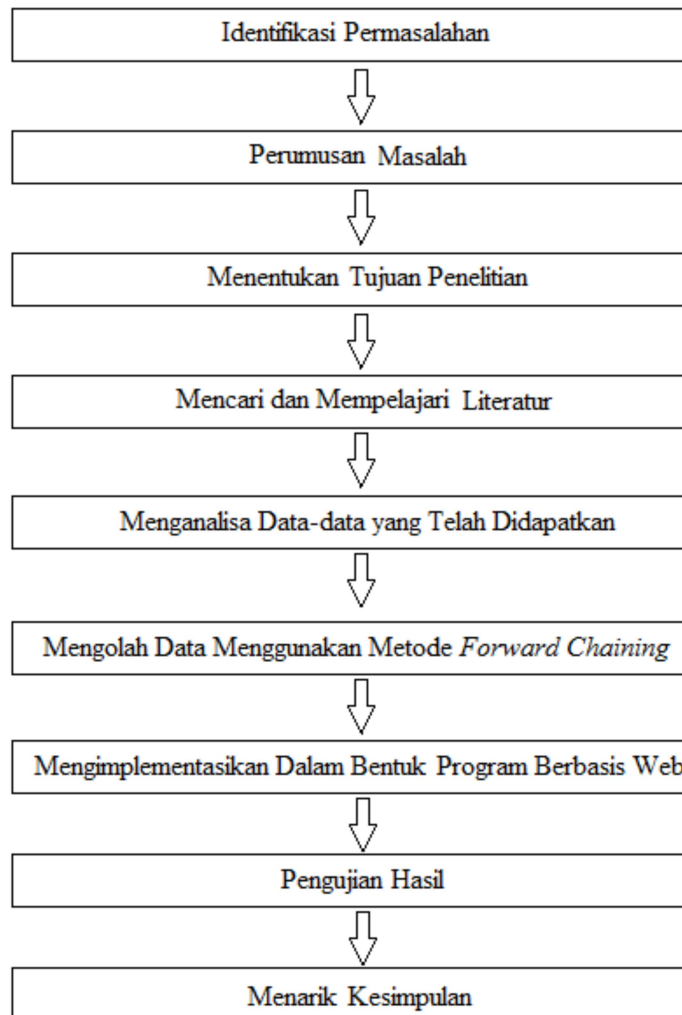 Identifikasi Permasalahan
Perumusan Masalah
Menentukan Tujuan Penelitian
Mencari dan Mempelajari Literatur
Menganalisa Data-data yang Telah Didapatkan
Mengolah Data Menggunakan Metode Forward Chaining
Mengimplementasikan Dalam Bentuk Program Berbasis Web
Pengujian Hasil
Menarik Kesimpulan